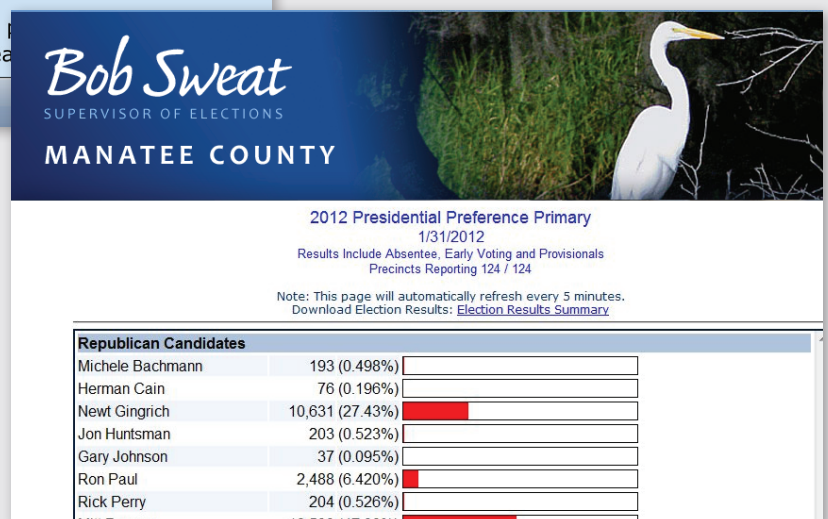 Bob Sweat
SUPERVISOR OF ELECTIONS
MANATEE COUNTY
2012 Presidential Preference Primary
1/31/2012
Results Include Absentee, Early Voting and Provisionals
Precincts Reporting 124 / 124
Note: This page will automatically refresh every 5 minutes.
Download Election Results: Election Results Summary
Republican Candidates
Michele Bachmann 193 (0.498%)
Herman Cain 76 (0.196%)
Newt Gingrich 10,631 (27.43%)
Jon Huntsman 203 (0.523%)
Gary Johnson 37 (0.095%)
Ron Paul 2,488 (6.420%)
Rick Perry 204 (0.526%)